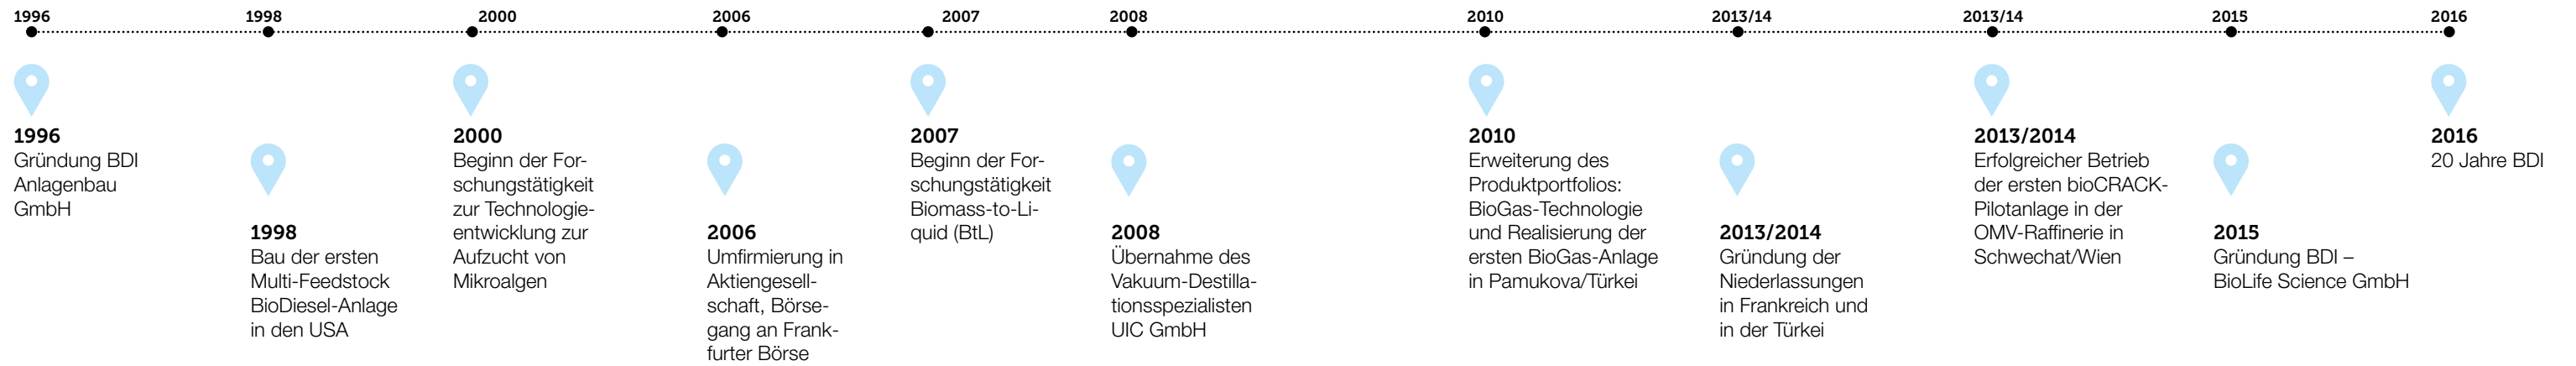 1996
1998
2000
2006
2007
2008
2010
2013/14
2013/14
2015
2016
1996
Gründung BDI
Anlagenbau
GmbH
1998
Bau der ersten
Multi-Feedstock
BioDiesel-Anlage
in den USA
2000
Beginn der For-
schungstätigkeit
zur Technologie-
entwicklung zur
Aufzucht von
Mikroalgen
2006
Umfirmierung in
Aktiengesell-
schaft, Börse-
gang an Frank-
furter Börse
2007
Beginn der For-
schungstätigkeit
Biomass-to-Li-
quid (BtL)
2008
Übernahme des
Vakuum-Destilla-
tionsspezialisten
UIC GmbH
2010
Erweiterung des
Produktportfolios:
BioGas-Technologie
und Realisierung der
ersten BioGas-Anlage
in Pamukova/Türkei
2013/2014
Gründung der
Niederlassungen
in Frankreich und
in der Türkei
2013/2014
Erfolgreicher Betrieb
der ersten bioCRACK-
Pilotanlage in der
OMV-Raffinerie in
Schwechat/Wien
2015
Gründung BDI –
BioLife Science GmbH
2016
20 Jahre BDI